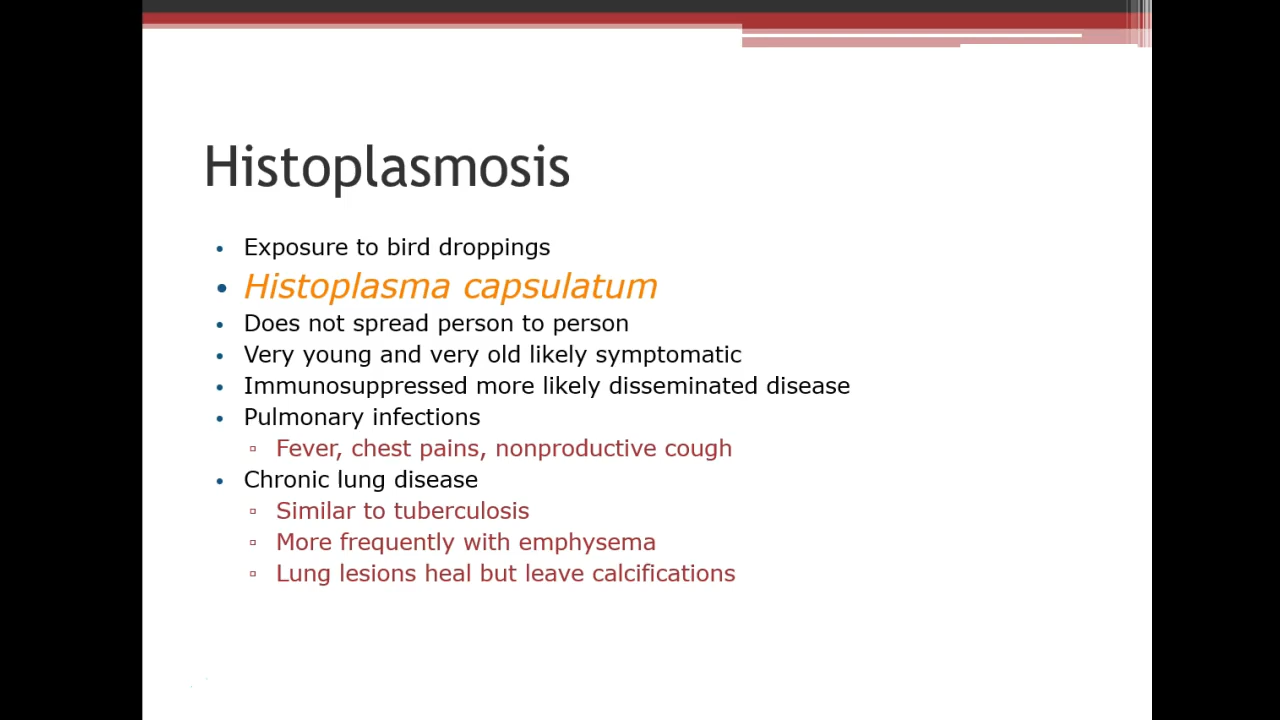 Histoplasmosis
• Exposure to bird droppings
• Histoplasma capsulatum
• Does not spread person to person
• Very young and very old likely symptomatic
• Immunosuppressed more likely disseminated disease
• Pulmonary infections
▫ Fever, chest pains, nonproductive cough
• Chronic lung disease
▫ Similar to tuberculosis
▫ More frequently with emphysema
▫ Lung lesions heal but leave calcifications